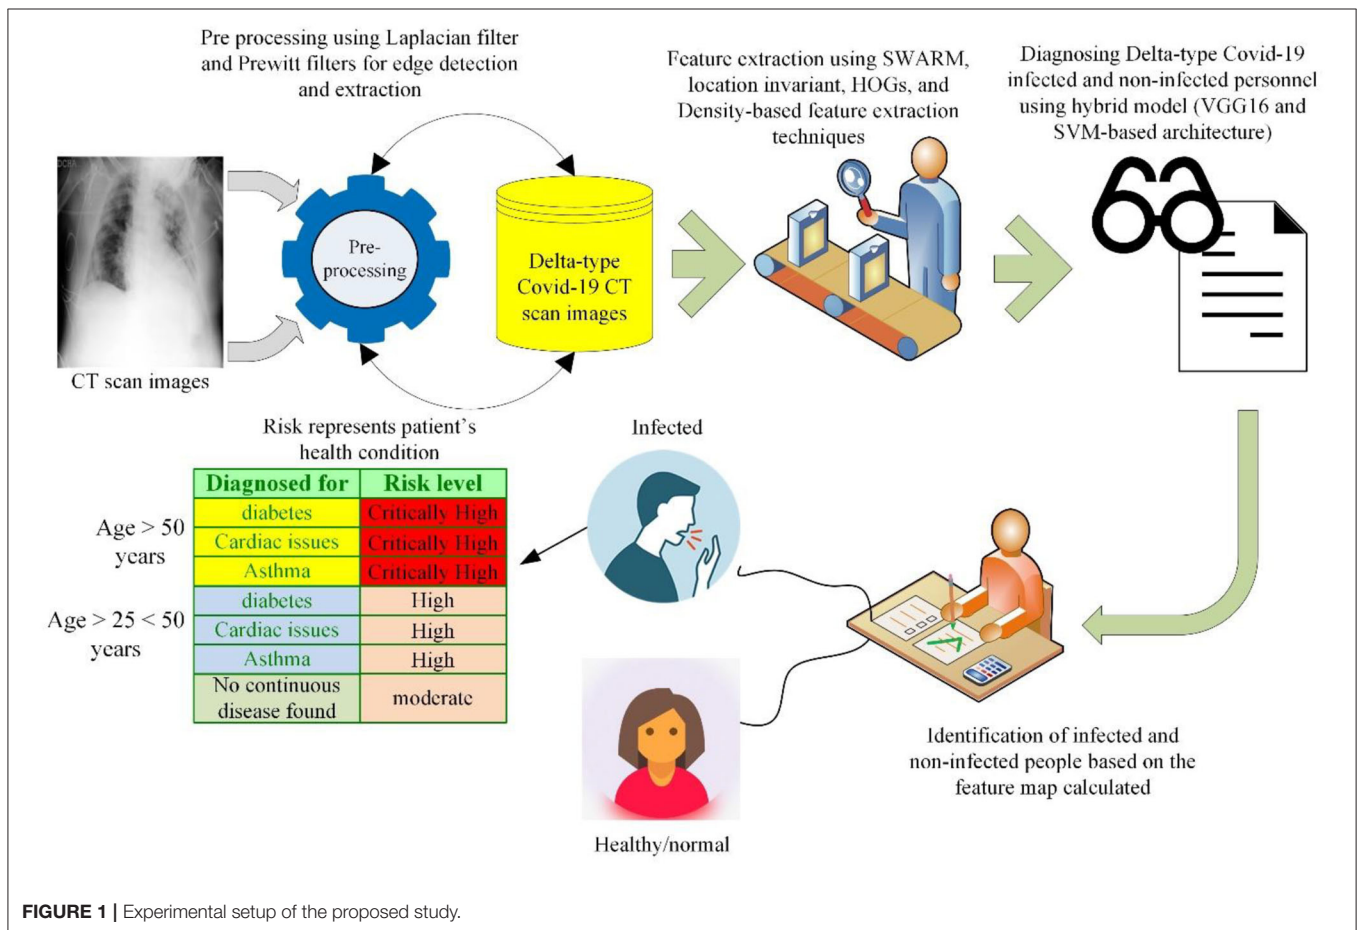 Pre processing using Laplacian filter
and Prewitt filters for edge detection
and extraction
Feature extraction using SWARM,
location invariant, HOGs, and
Density-based feature extraction
techniques
Diagnosing Delta-type Covid-19
infected and non-infected personnel
using hybrid model (VGG16 and
SVM-based architecture)
Pre-
processing
Delta-type
Covid-19 CT
scan images
CT scan images
Risk represents patient's
health condition
Diagnosed for Risk level
Age > 50
years
diabetes Critically High
Cardiac issues Critically High
Asthma Critically High
Age > 25 < 50
years
diabetes High
Cardiac issues High
Asthma High
No continuous
disease found
moderate
Infected
Healthy/normal
Identification of infected and
non-infected people based on the
feature map calculated
FIGURE 1 | Experimental setup of the proposed study.